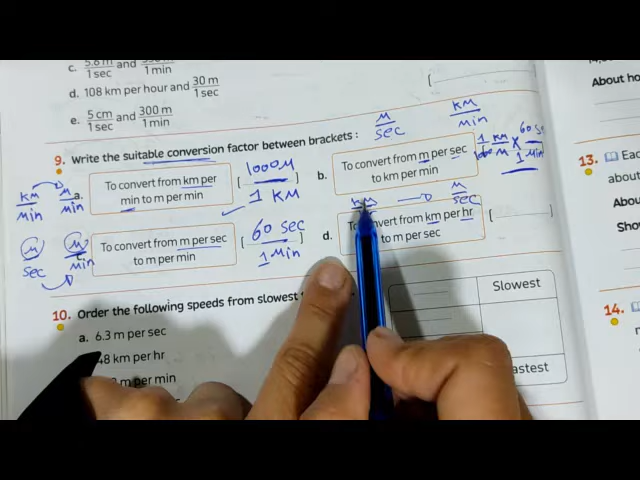 c. 5.8 m / 1 sec and m / 1 min
d. 108 km per hour and 30 m / 1 sec
e. 5 cm / 1 sec and 300 m / 1 min
About ho
9. Write the suitable conversion factor between brackets :
M / sec
KM / min
a. To convert from km per min to m per min
[ 1000 M / 1 KM ]
KM / min
M / min
b. To convert from m per sec to km per min
1 KM / M × 60 S / 1 min
c. To convert from m per sec to m per min
[ 60 sec / 1 min ]
M / sec
M / min
KM → M / sec
d. To convert from km per hr to m per sec
[ ]
10. Order the following speeds from slowest
a. 6.3 m per sec
48 km per hr
m per min
Slowest
astest
13. Each
about
Abou
14.